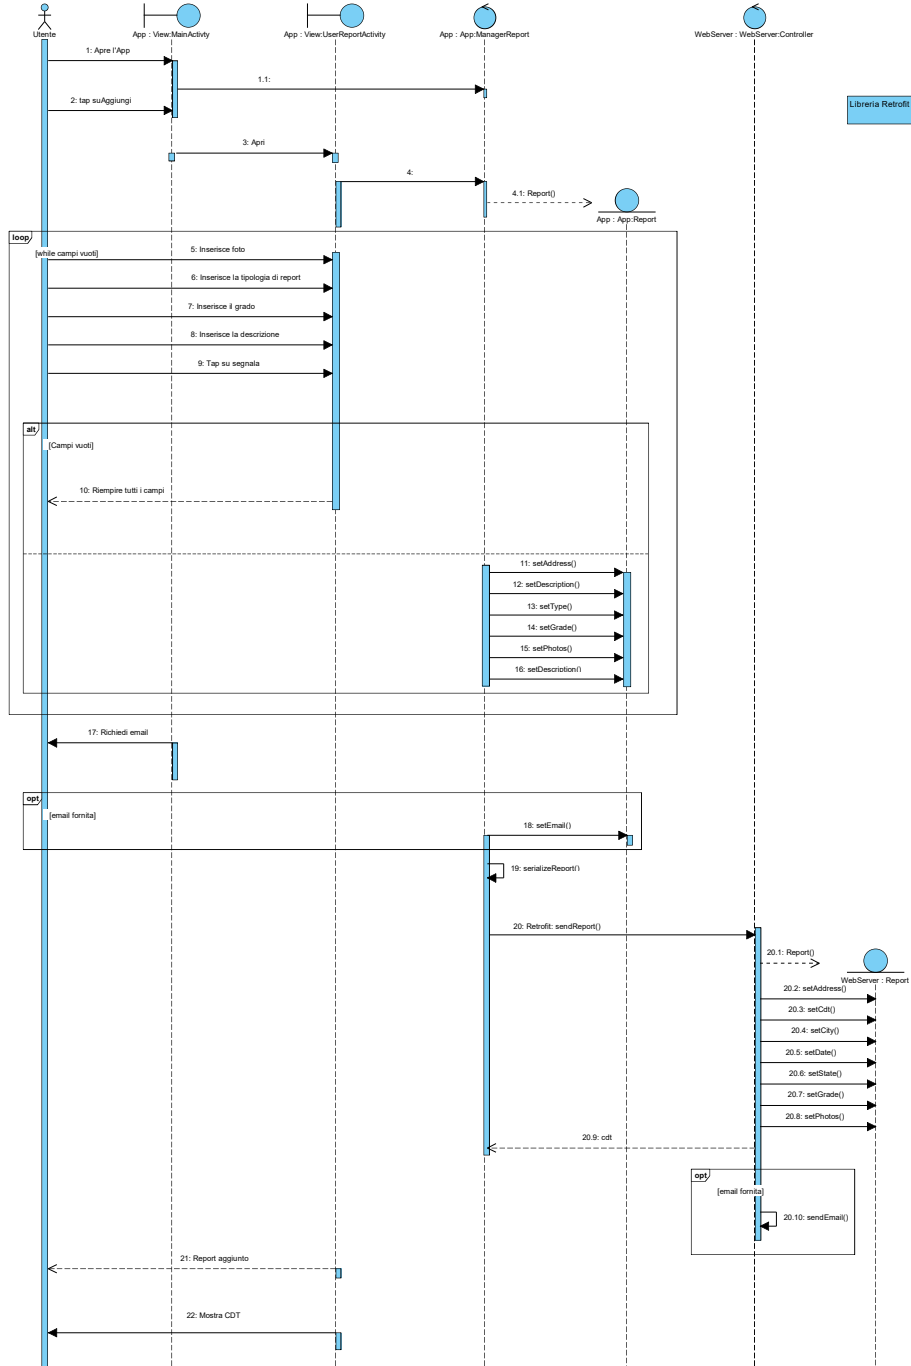 Utente
App : View:MainActivty
App : View:UserReportActivity
App : App:ManagerReport
WebServer : WebServer:Controller
1: Apre l'App
1.1:
2: tap suAggiungi
Libreria Retrofit
3: Apri
4:
4.1: Report()
App : App:Report
loop
[while campi vuoti]
5: Inserisce foto
6: Inserisce la tipologia di report
7: Inserisce il grado
8: Inserisce la descrizione
9: Tap su segnala
alt
[Campi vuoti]
10: Riempire tutti i campi
11: setAddress()
12: setDescription()
13: setType()
14: setGrade()
15: setPhotos()
16: setDescription()
17: Richiedi email
opt
[email fornita]
18: setEmail()
19: serializeReport()
20: Retrofit: sendReport()
20.1: Report()
WebServer : Report
20.2: setAddress()
20.3: setCdt()
20.4: setCity()
20.5: setDate()
20.6: setState()
20.7: setGrade()
20.8: setPhotos()
20.9: cdt
opt
[email fornita]
20.10: sendEmail()
21: Report aggiunto
22: Mostra CDT